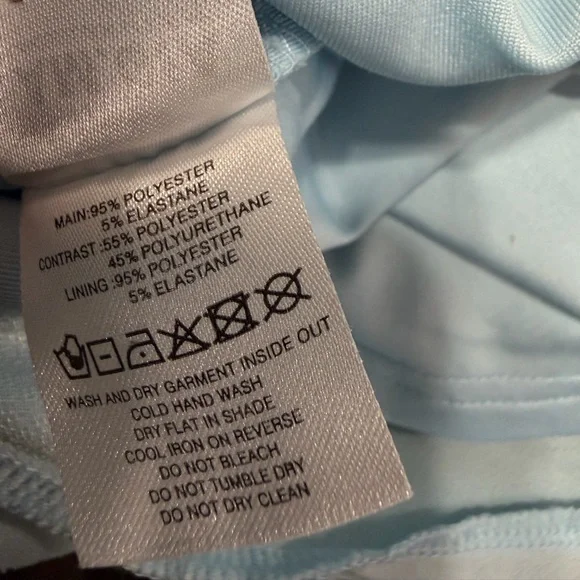 MAIN:95% POLYESTER
5% ELASTANE
CONTRAST :55% POLYESTER
45% POLYURETHANE
LINING :95% POLYESTER
5% ELASTANE
WASH AND DRY GARMENT INSIDE OUT
COLD HAND WASH
DRY FLAT IN SHADE
COOL IRON ON REVERSE
DO NOT BLEACH
DO NOT TUMBLE DRY
DO NOT DRY CLEAN